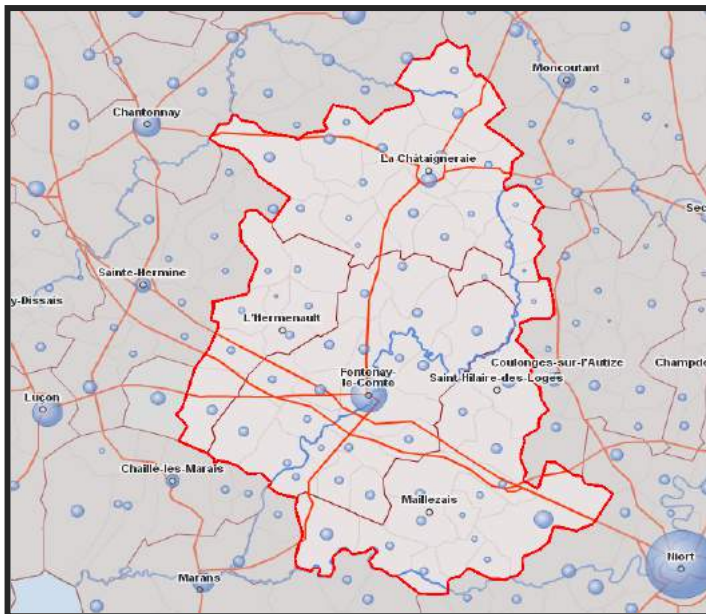 Moncoutant
Chantonnay
La Châtaigneraie
Sec
Sainte-Hermine
y-Dissais
L'Hermenault
Coulonges-sur-l'Autize
Champde
Fontenay
-le-Comte
Saint-Hilaire-des-Loges
Luçon
Chaillé-les-Marais
Maillezais
Niort
Marans